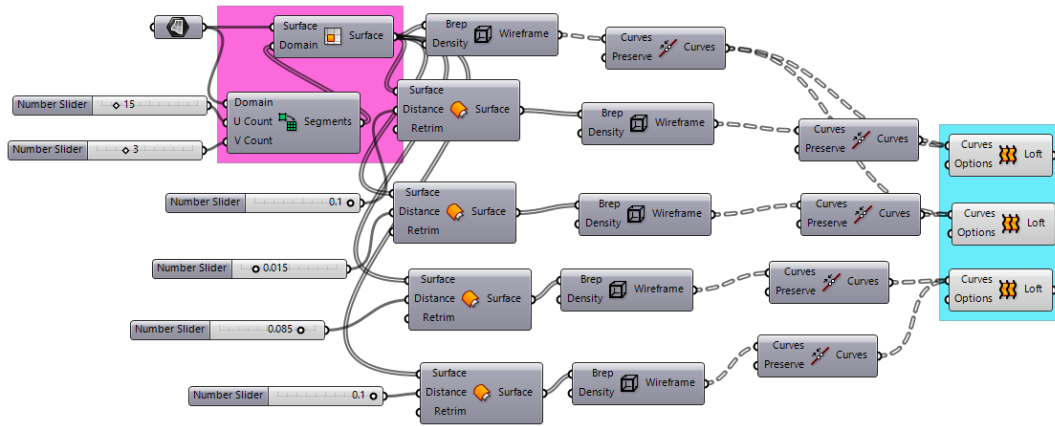 Surface
Domain
Surface
Brep
Density
Wireframe
Curves
Preserve
Curves
Number Slider
15
Domain
U Count
V Count
Segments
Surface
Distance
Retrim
Surface
Brep
Density
Wireframe
Curves
Preserve
Curves
Curves
Options
Loft
Number Slider
3
Number Slider
0.1
Surface
Distance
Retrim
Surface
Brep
Density
Wireframe
Curves
Preserve
Curves
Curves
Options
Loft
Number Slider
0.015
Surface
Distance
Retrim
Surface
Brep
Density
Wireframe
Curves
Preserve
Curves
Curves
Options
Loft
Number Slider
0.085
Number Slider
0.1
Surface
Distance
Retrim
Surface
Brep
Density
Wireframe
Curves
Preserve
Curves